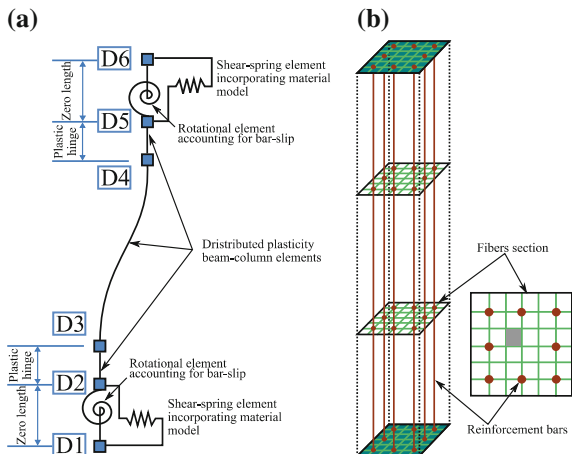 (a)
D6
Zero length
D5
Plastic
hinge
D4
Shear-spring element
incorporating material
model
Rotational element
accounting for bar-slip
Dristributed plasticity
beam-column elements
D3
Plastic
hinge
D2
Zero length
D1
Rotational element
accounting for bar-slip
Shear-spring element
incorporating material
model
(b)
Fibers section
Reinforcement bars